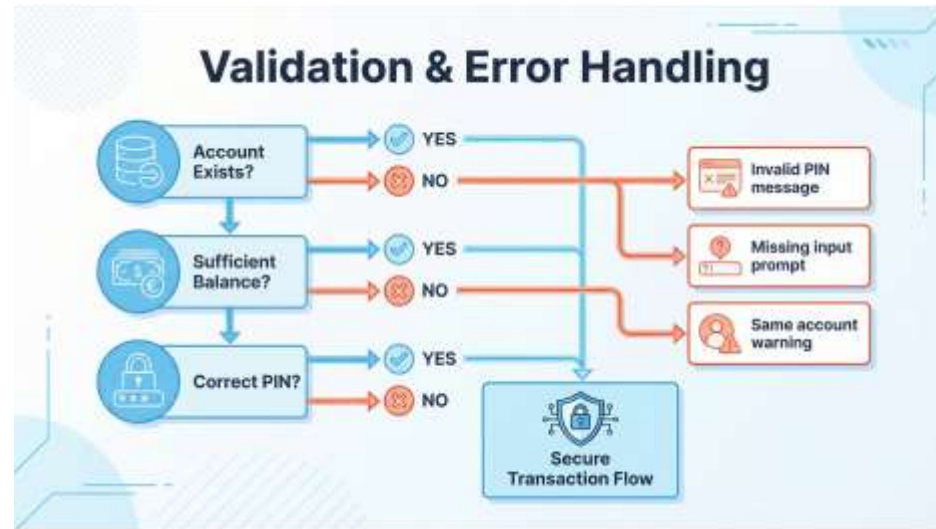 Validation & Error Handling
Account
Exists?
YES
NO
Invalid PIN
message
Sufficient
Balance?
YES
NO
Missing input
prompt
Same account
warning
Correct PIN?
YES
NO
Secure
Transaction Flow